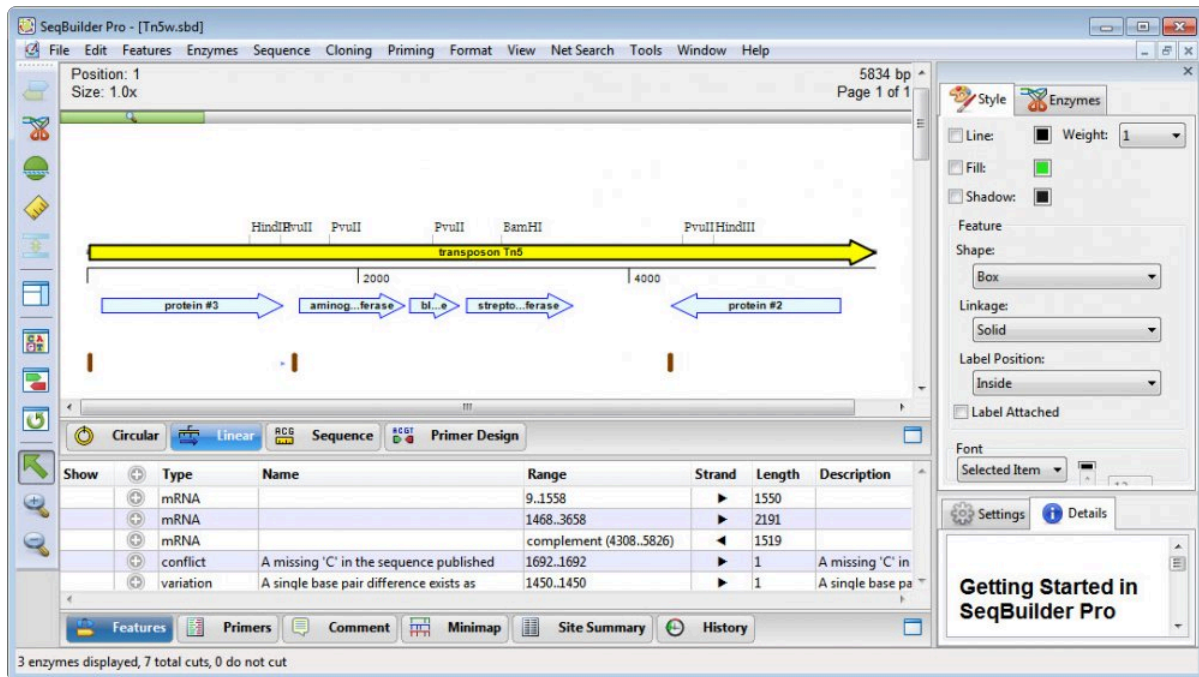 SeqBuilder Pro - [Tn5w.sbd]
File Edit Features Enzymes Sequence Cloning Priming Format View Net Search Tools Window Help
Position: 1
Size: 1.0x
5834 bp
Page 1 of 1
HindIII PvuII PvuII PvuII BamHI PvuII HindIII
transposon Tn5
2000 4000
protein #3 aminog...ferase bl...e strepto...ferase protein #2
Circular Linear Sequence Primer Design
Show Type Name Range Strand Length Description
mRNA 9..1558 1550
mRNA 1468..3658 2191
mRNA complement (4308..5826) 1519
conflict A missing 'C' in the sequence published 1692..1692 1 A missing 'C' in
variation A single base pair difference exists as 1450..1450 1 A single base pa
Features Primers Comment Minimap Site Summary History
3 enzymes displayed, 7 total cuts, 0 do not cut
Style Enzymes
Line: Weight: 1
Fill:
Shadow:
Feature
Shape:
Box
Linkage:
Solid
Label Position:
Inside
Label Attached
Font
Selected Item
Settings Details
Getting Started in
SeqBuilder Pro